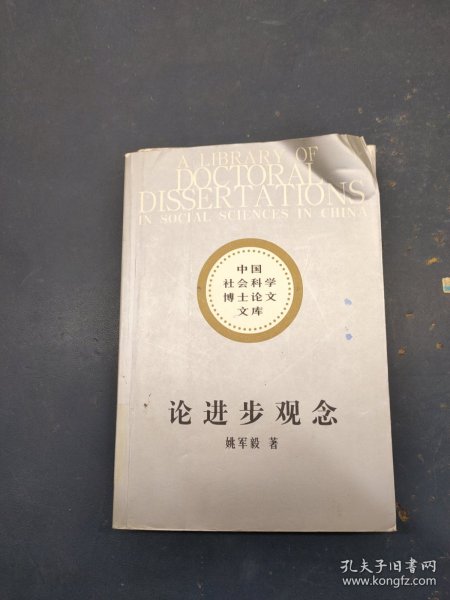 A LIBRARY OF
DOCTORAL
DISSERTATIONS
IN SOCIAL SCIENCES IN CHINA
中国
社会科学
博士论文
文库
论进步观念
姚军毅 著
孔夫子旧书网
www.kongfz.com